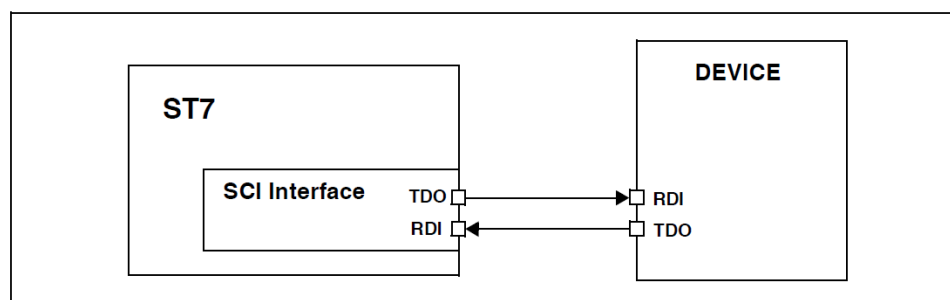 DEVICE
ST7
SCI Interface
TDO
RDI
RDI
TDO